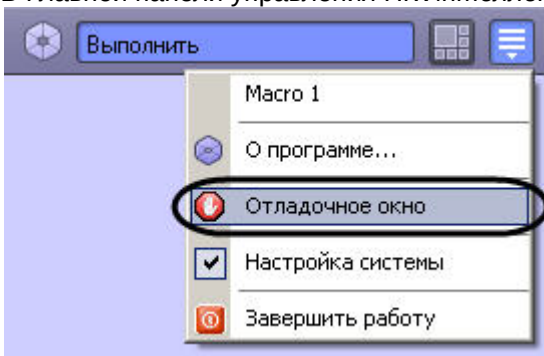 Выполнить
Macro 1
О программе...
Отладочное окно
Настройка системы
Завершить работу